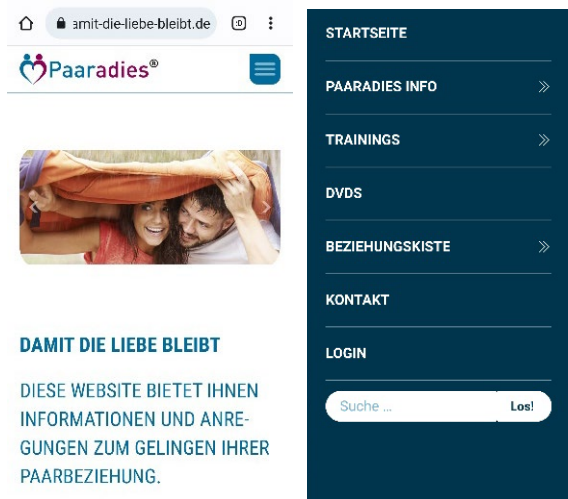 amit-die-liebe-bleibt.de
:D
Paaradies®
DAMIT DIE LIEBE BLEIBT
DIESE WEBSITE BIETET IHNEN
INFORMATIONEN UND ANRE-
GUNGEN ZUM GELINGEN IHRER
PAARBEZIEHUNG.
STARTSEITE
PAARADIES INFO
TRAININGS
DVDS
BEZIEHUNGSKISTE
KONTAKT
LOGIN
Suche ... Los!